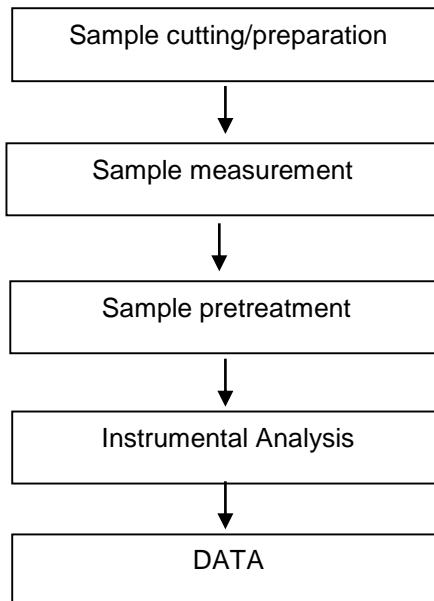 Sample cutting/preparation
Sample measurement
Sample pretreatment
Instrumental Analysis
DATA